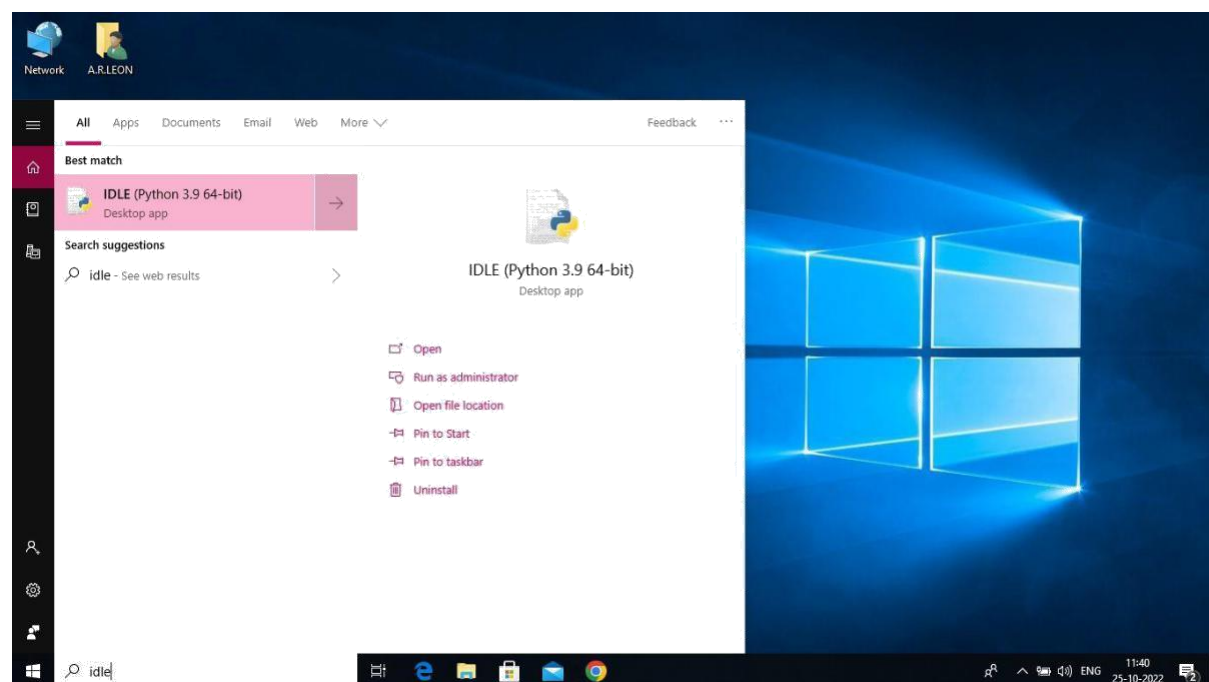 Network A.R.LEON
All Apps Documents Email Web More Feedback ...
Best match
IDLE (Python 3.9 64-bit)
Desktop app
Search suggestions
idle - See web results
IDLE (Python 3.9 64-bit)
Desktop app
Open
Run as administrator
Open file location
Pin to Start
Pin to taskbar
Uninstall
idle
ENG
11:40
25-10-2022
2